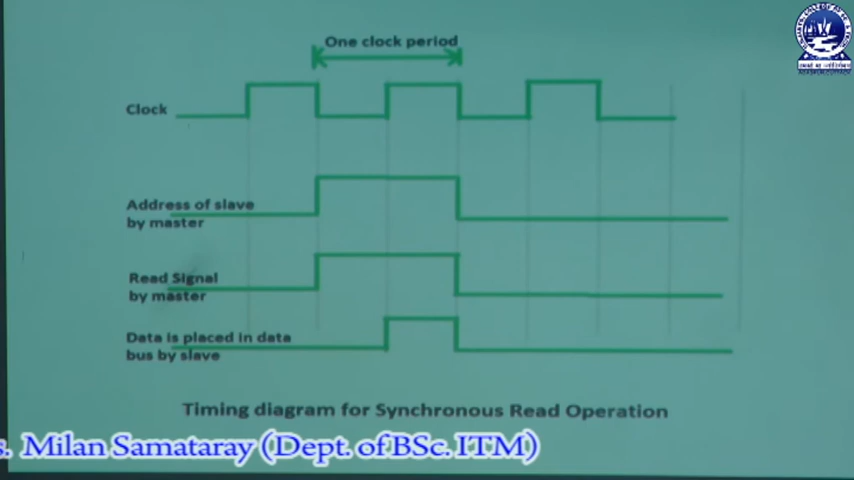 One clock period
Clock
Address of slave
by master
Read Signal
by master
Data is placed in data
bus by slave
Timing diagram for Synchronous Read Operation
s. Milan Samataray (Dept. of BSc. ITM)